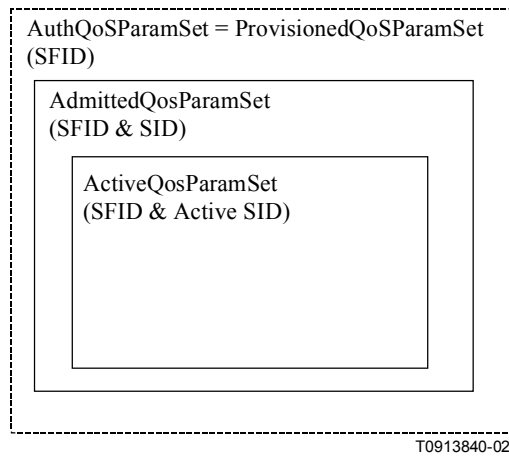 AuthQoSParamSet = ProvisionedQoSParamSet
(SFID)
AdmittedQosParamSet
(SFID & SID)
ActiveQosParamSet
(SFID & Active SID)
T0913840-02